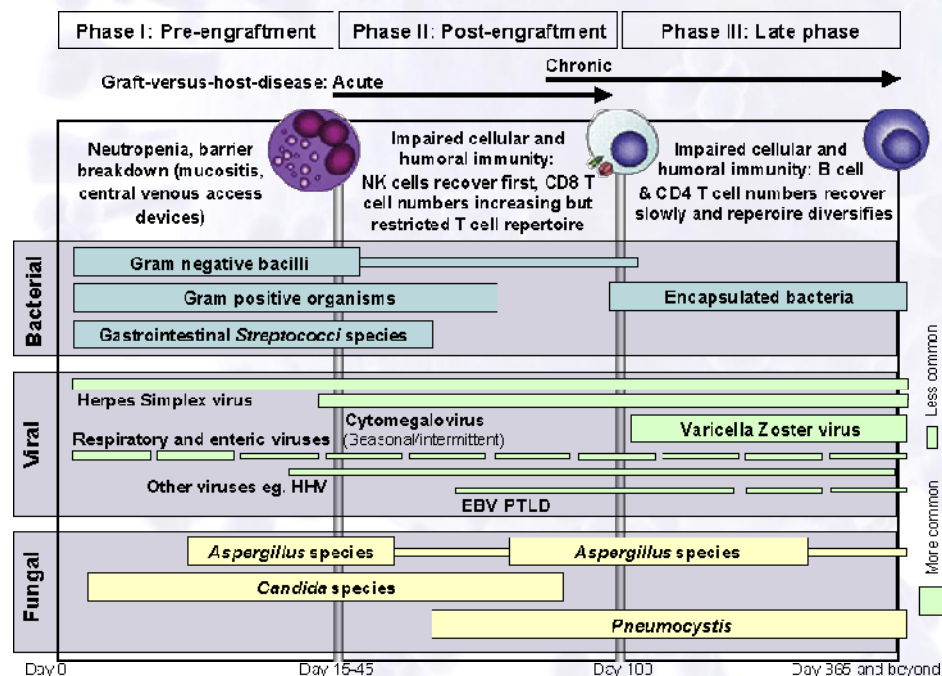 Phase I: Pre-engraftment
Phase II: Post-engraftment
Phase III: Late phase
Graft-versus-host-disease: Acute
Chronic
Neutropenia, barrier
breakdown (mucositis,
central venous access
devices)
Impaired cellular and
humoral immunity:
NK cells recover first, CD8 T
cell numbers increasing but
restricted T cell repertoire
Impaired cellular and
humoral immunity: B cell
& CD4 T cell numbers recover
slowly and reperoire diversifies
Bacterial
Gram negative bacilli
Gram positive organisms
Encapsulated bacteria
Gastrointestinal Streptococci species
Viral
Herpes Simplex virus
Cytomegalovirus
Respiratory and enteric viruses (Seasonal/intermittent)
Varicella Zoster virus
Other viruses eg. HHV
EBV PTLD
Fungal
Aspergillus species
Aspergillus species
Candida species
Pneumocystis
Less common
More common
Day 0
Day 15-45
Day 100
Day 365 and beyond